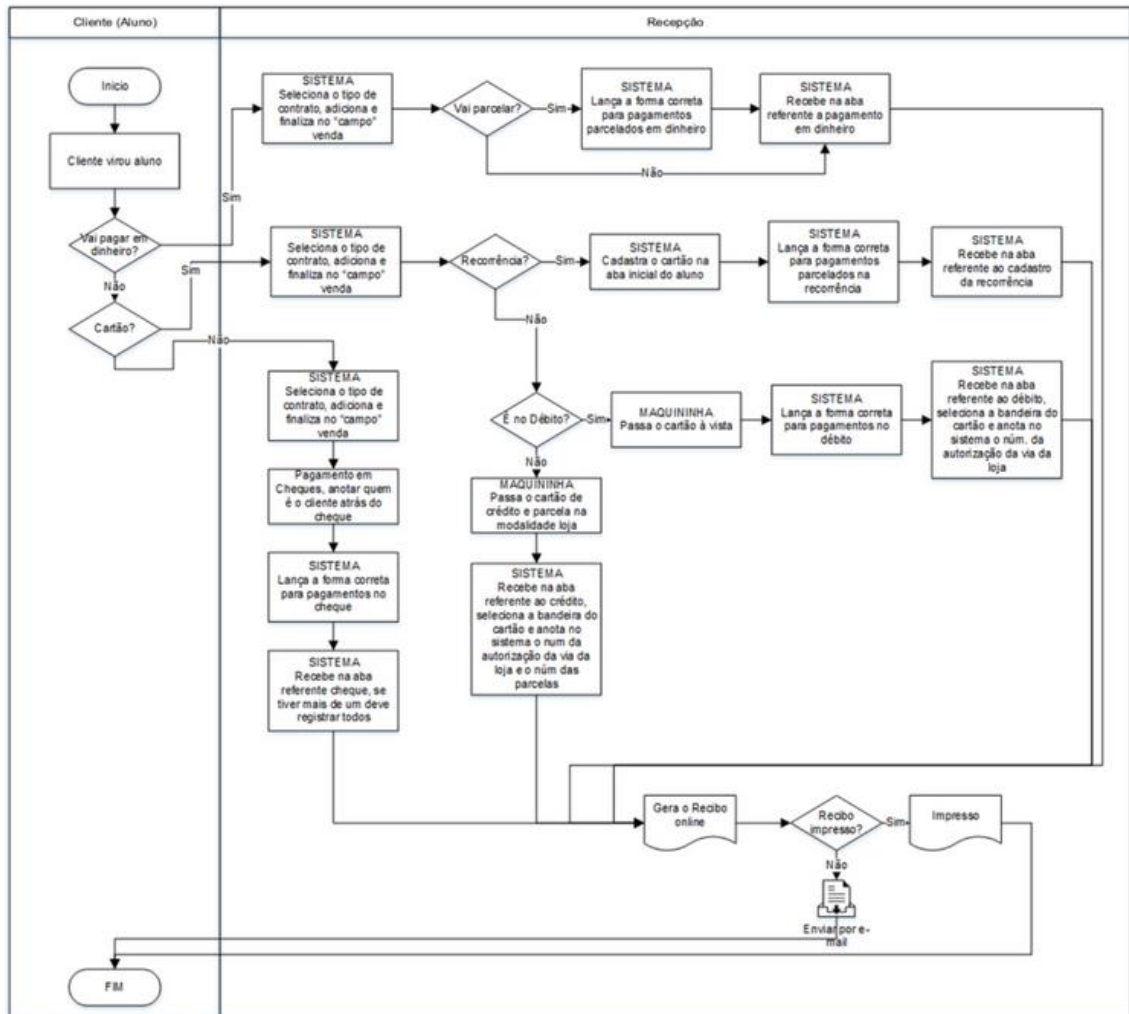 Cliente (Aluno)
Recepção
Inicio
Cliente virou aluno
Vai pagar em
dinheiro?
Sim
Não
Cartão?
Sim
Não
SISTEMA
Seleciona o tipo de
contrato, adiciona e
finaliza no "campo"
venda
Vai parcelar?
Sim
Não
SISTEMA
Lança a forma correta
para pagamentos
parcelados em dinheiro
SISTEMA
Recebe na aba
referente a pagamento
em dinheiro
SISTEMA
Seleciona o tipo de
contrato, adiciona e
finaliza no "campo"
venda
Recorrência?
Sim
Não
SISTEMA
Cadastra o cartão na
aba inicial do aluno
SISTEMA
Lança a forma correta
para pagamentos
parcelados na
recorrência
SISTEMA
Recebe na aba
referente ao cadastro
da recorrência
É no Débito?
Sim
Não
MAQUININHA
Passa o cartão à vista
SISTEMA
Lança a forma correta
para pagamentos no
débito
SISTEMA
Recebe na aba
referente ao débito,
seleciona a bandeira do
cartão e anota no
sistema o núm. da
autorização da via da
loja
MAQUININHA
Passa o cartão de
crédito e parcela na
modalidade loja
SISTEMA
Recebe na aba
referente ao crédito,
seleciona a bandeira do
cartão e anota no
sistema o num da
autorização da via da
loja e o núm das
parcelas
SISTEMA
Seleciona o tipo de
contrato, adiciona e
finaliza no "campo"
venda
Pagamento em
Cheques, anotar quem
é o cliente atrás do
cheque
SISTEMA
Lança a forma correta
para pagamentos no
cheque
SISTEMA
Recebe na aba
referente cheque, se
tiver mais de um deve
registrar todos
Gera o Recibo
online
Recibo
impresso?
Sim
Impresso
Não
Enviar por e-
mail
FIM